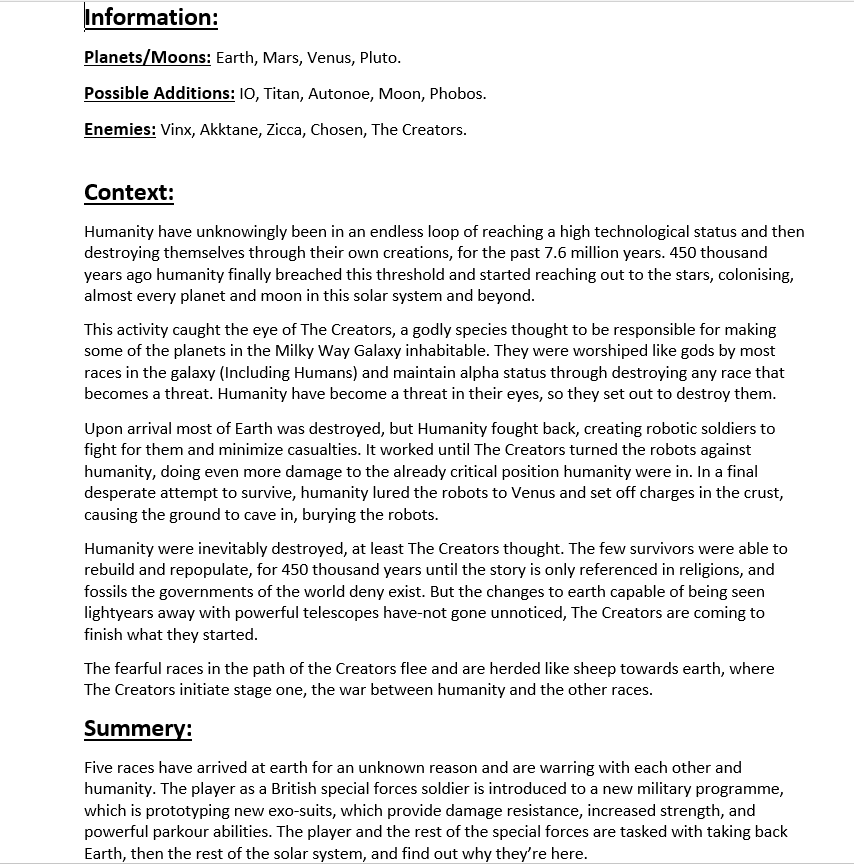 Information:
Planets/Moons: Earth, Mars, Venus, Pluto.
Possible Additions: IO, Titan, Autonoe, Moon, Phobos.
Enemies: Vinx, Akktane, Zicca, Chosen, The Creators.
Context:
Humanity have unknowingly been in an endless loop of reaching a high technological status and then
destroying themselves through their own creations, for the past 7.6 million years. 450 thousand
years ago humanity finally breached this threshold and started reaching out to the stars, colonising,
almost every planet and moon in this solar system and beyond.
This activity caught the eye of The Creators, a godly species thought to be responsible for making
some of the planets in the Milky Way Galaxy inhabitable. They were worshiped like gods by most
races in the galaxy (Including Humans) and maintain alpha status through destroying any race that
becomes a threat. Humanity have become a threat in their eyes, so they set out to destroy them.
Upon arrival most of Earth was destroyed, but Humanity fought back, creating robotic soldiers to
fight for them and minimize casualties. It worked until The Creators turned the robots against
humanity, doing even more damage to the already critical position humanity were in. In a final
desperate attempt to survive, humanity lured the robots to Venus and set off charges in the crust,
causing the ground to cave in, burying the robots.
Humanity were inevitably destroyed, at least The Creators thought. The few survivors were able to
rebuild and repopulate, for 450 thousand years until the story is only referenced in religions, and
fossils the governments of the world deny exist. But the changes to earth capable of being seen
lightyears away with powerful telescopes have-not gone unnoticed, The Creators are coming to
finish what they started.
The fearful races in the path of the Creators flee and are herded like sheep towards earth, where
The Creators initiate stage one, the war between humanity and the other races.
Summery:
Five races have arrived at earth for an unknown reason and are warring with each other and
humanity. The player as a British special forces soldier is introduced to a new military programme,
which is prototyping new exo-suits, which provide damage resistance, increased strength, and
powerful parkour abilities. The player and the rest of the special forces are tasked with taking back
Earth, then the rest of the solar system, and find out why they're here.